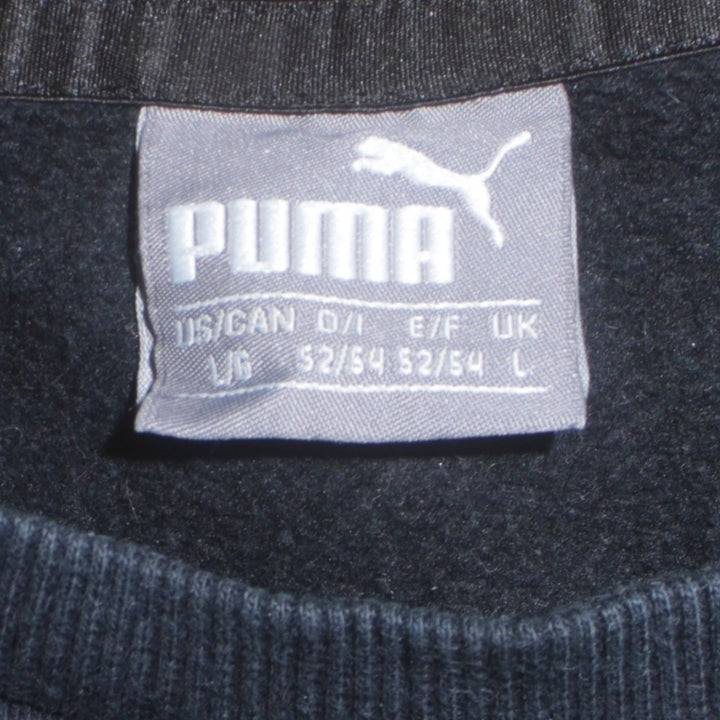 PUMA
US/CAN D/I E/F UK
L/G 52/54 52/54 L